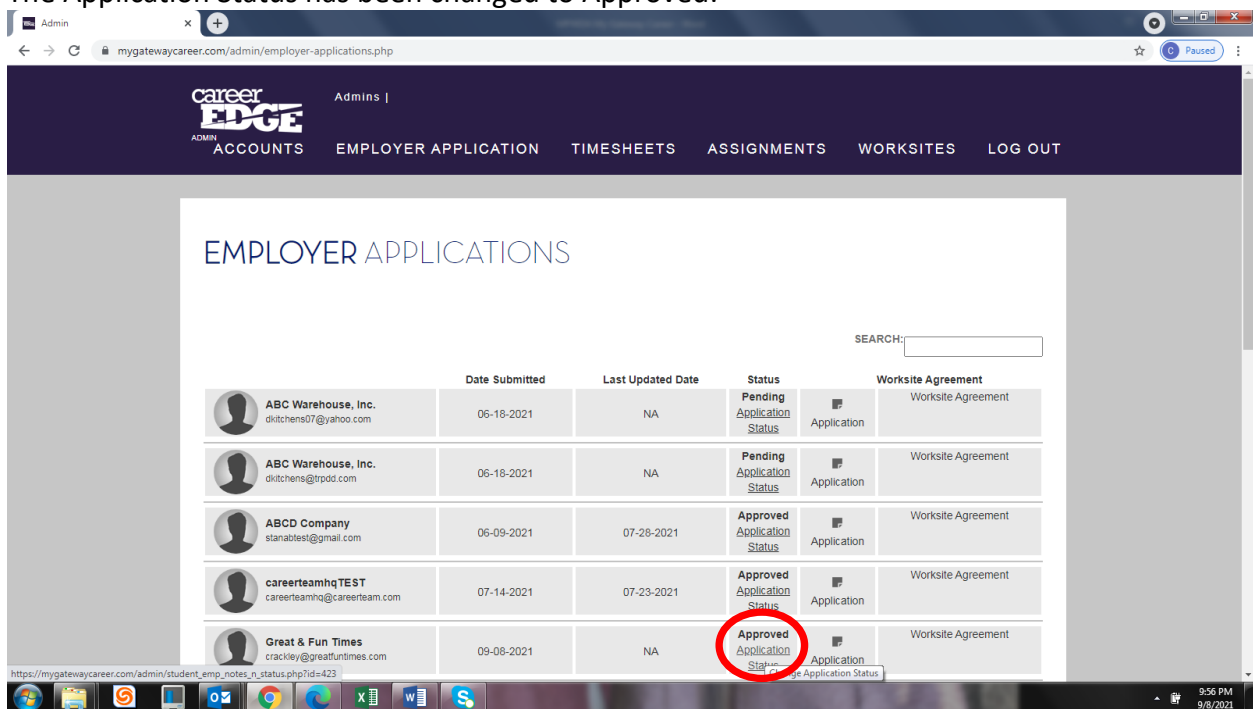 The Application Status has been changed to Approved.
Admin
mygatewaycareer.com/admin/employer-applications.php
C Paused
career EDGE
ADMIN
Admins |
ACCOUNTS EMPLOYER APPLICATION TIMESHEETS ASSIGNMENTS WORKSITES LOG OUT
EMPLOYER APPLICATIONS
SEARCH:
Date Submitted Last Updated Date Status Worksite Agreement
ABC Warehouse, Inc.
dkitchens07@yahoo.com
06-18-2021 NA
Pending
Application
Status
Application
Worksite Agreement
ABC Warehouse, Inc.
dkitchens@trpdd.com
06-18-2021 NA
Pending
Application
Status
Application
Worksite Agreement
ABCD Company
stanabtest@gmail.com
06-09-2021 07-28-2021
Approved
Application
Status
Application
Worksite Agreement
careerteamhqTEST
careerteamhq@careerteam.com
07-14-2021 07-23-2021
Approved
Application
Status
Application
Worksite Agreement
Great & Fun Times
crackley@greatfuntimes.com
09-08-2021 NA
Approved
Application
Status
Application
Worksite Agreement
Change Application Status
https://mygatewaycareer.com/admin/student_emp_notes_n_status.php?id=423
9:56 PM
9/8/2021